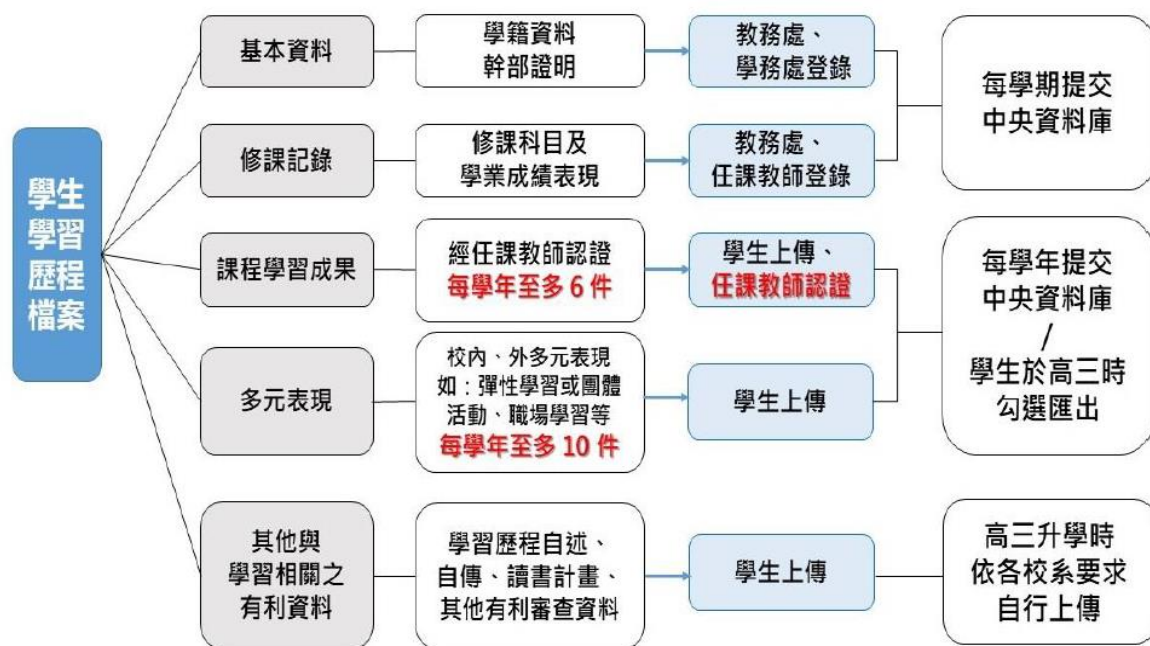 學生
學習
歷程
檔案
基本資料
學籍資料
幹部證明
教務處、
學務處登錄
修課記錄
修課科目及
學業成績表現
教務處、
任課教師登錄
每學期提交
中央資料庫
課程學習成果
經任課教師認證
每學年至多 6 件
學生上傳、
任課教師認證
多元表現
校內、外多元表現
如：彈性學習或團體
活動、職場學習等
每學年至多 10 件
學生上傳
每學年提交
中央資料庫
/
學生於高三時
勾選匯出
其他與
學習相關之
有利資料
學習歷程自述、
自傳、讀書計畫、
其他有利審查資料
學生上傳
高三升學時
依各校系要求
自行上傳